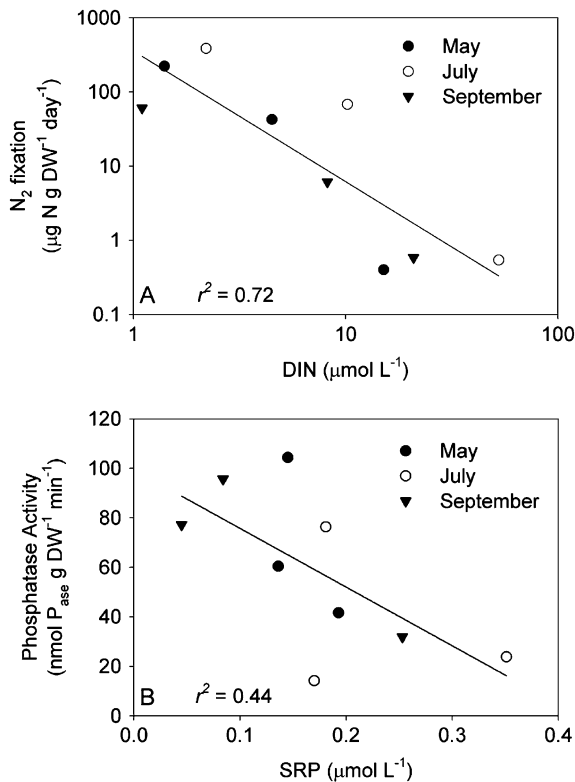 1000
100
10
1
0.1
N2 fixation
(μg N g DW-1 day-1)
May
July
September
A
r2 = 0.72
1
10
100
DIN (μmol L-1)
120
100
80
60
40
20
0
Phosphatase Activity
(nmol Pase g DW-1 min-1)
May
July
September
B
r2 = 0.44
0.0
0.1
0.2
0.3
0.4
SRP (μmol L-1)